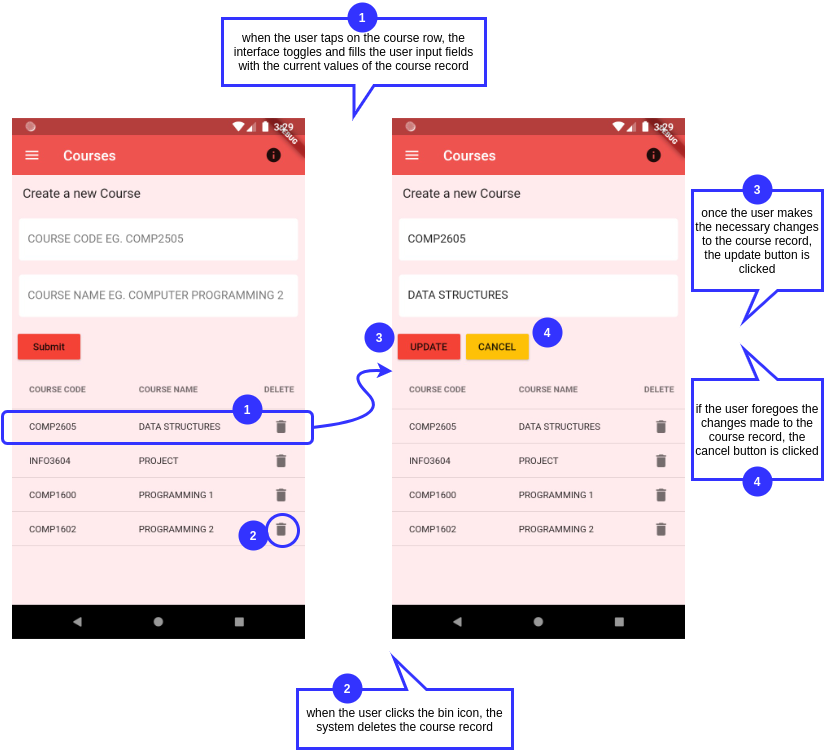 1
when the user taps on the course row, the
interface toggles and fills the user input fields
with the current values of the course record
3:29
DEBUG
Courses
Create a new Course
COURSE CODE EG. COMP2505
COURSE NAME EG. COMPUTER PROGRAMMING 2
Submit
COURSE CODE COURSE NAME DELETE
1
COMP2605 DATA STRUCTURES
INFO3604 PROJECT
COMP1600 PROGRAMMING 1
COMP1602 PROGRAMMING 2
2
3:29
DEBUG
Courses
Create a new Course
COMP2605
DATA STRUCTURES
3
UPDATE CANCEL
4
COURSE CODE COURSE NAME DELETE
COMP2605 DATA STRUCTURES
INFO3604 PROJECT
COMP1600 PROGRAMMING 1
COMP1602 PROGRAMMING 2
3
once the user makes
the necessary changes
to the course record,
the update button is
clicked
if the user foregoes the
changes made to the
course record, the
cancel button is clicked
4
2
when the user clicks the bin icon, the
system deletes the course record